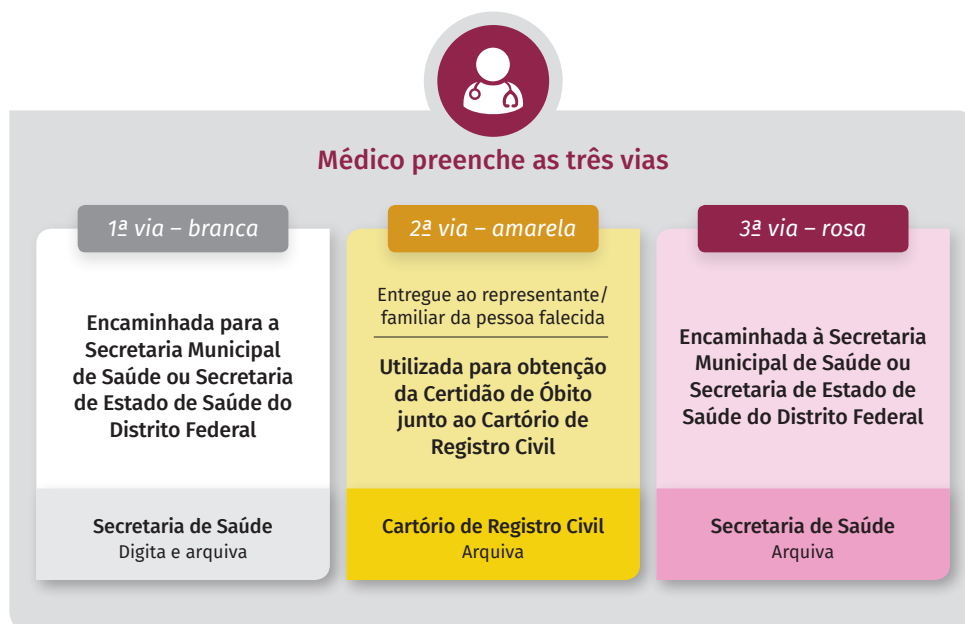 Médico preenche as três vias
1ª via – branca
Encaminhada para a
Secretaria Municipal
de Saúde ou Secretaria
de Estado de Saúde do
Distrito Federal
Secretaria de Saúde
Digita e arquiva
2ª via – amarela
Entregue ao representante/
familiar da pessoa falecida
Utilizada para obtenção
da Certidão de Óbito
junto ao Cartório de
Registro Civil
Cartório de Registro Civil
Arquiva
3ª via – rosa
Encaminhada à Secretaria
Municipal de Saúde ou
Secretaria de Estado de
Saúde do Distrito Federal
Secretaria de Saúde
Arquiva